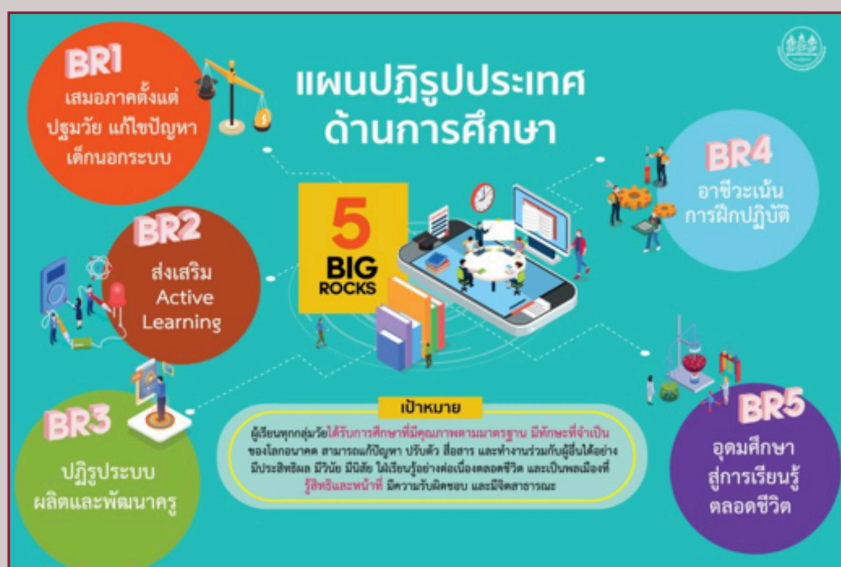 แผนปฏิรูปประเทศ
ด้านการศึกษา
5
BIG
ROCKS
BR1
เสมอภาคตั้งแต่
ปฐมวัย แก้ไขปัญหา
เด็กนอกระบบ
BR2
ส่งเสริม
Active
Learning
BR3
ปฏิรูประบบ
ผลิตและพัฒนาครู
BR4
อาชีวะเน้น
การฝึกปฏิบัติ
BR5
อุดมศึกษา
สู่การเรียนรู้
ตลอดชีวิต
เป้าหมาย
ผู้เรียนทุกกลุ่มวัยได้รับการศึกษาที่มีคุณภาพตามมาตรฐาน มีทักษะที่จำเป็น
ของโลกอนาคต สามารถแก้ปัญหา ปรับตัว สื่อสาร และทำงานร่วมกับผู้อื่นได้อย่าง
มีประสิทธิผล มีวินัย มีนิสัย ใฝ่เรียนรู้อย่างต่อเนื่องตลอดชีวิต และเป็นพลเมืองที่
รู้สิทธิและหน้าที่ มีความรับผิดชอบ และมีจิตสาธารณะ